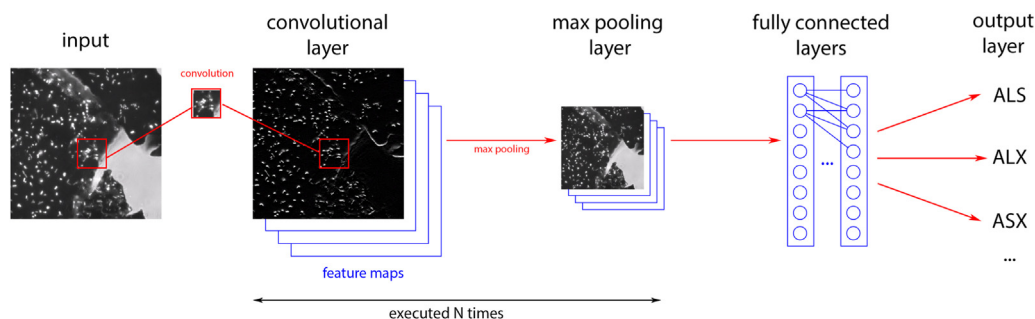 input
convolutional
layer
max pooling
layer
fully connected
layers
output
layer
convolution
max pooling
ALS
ALX
ASX
...
...
feature maps
executed N times